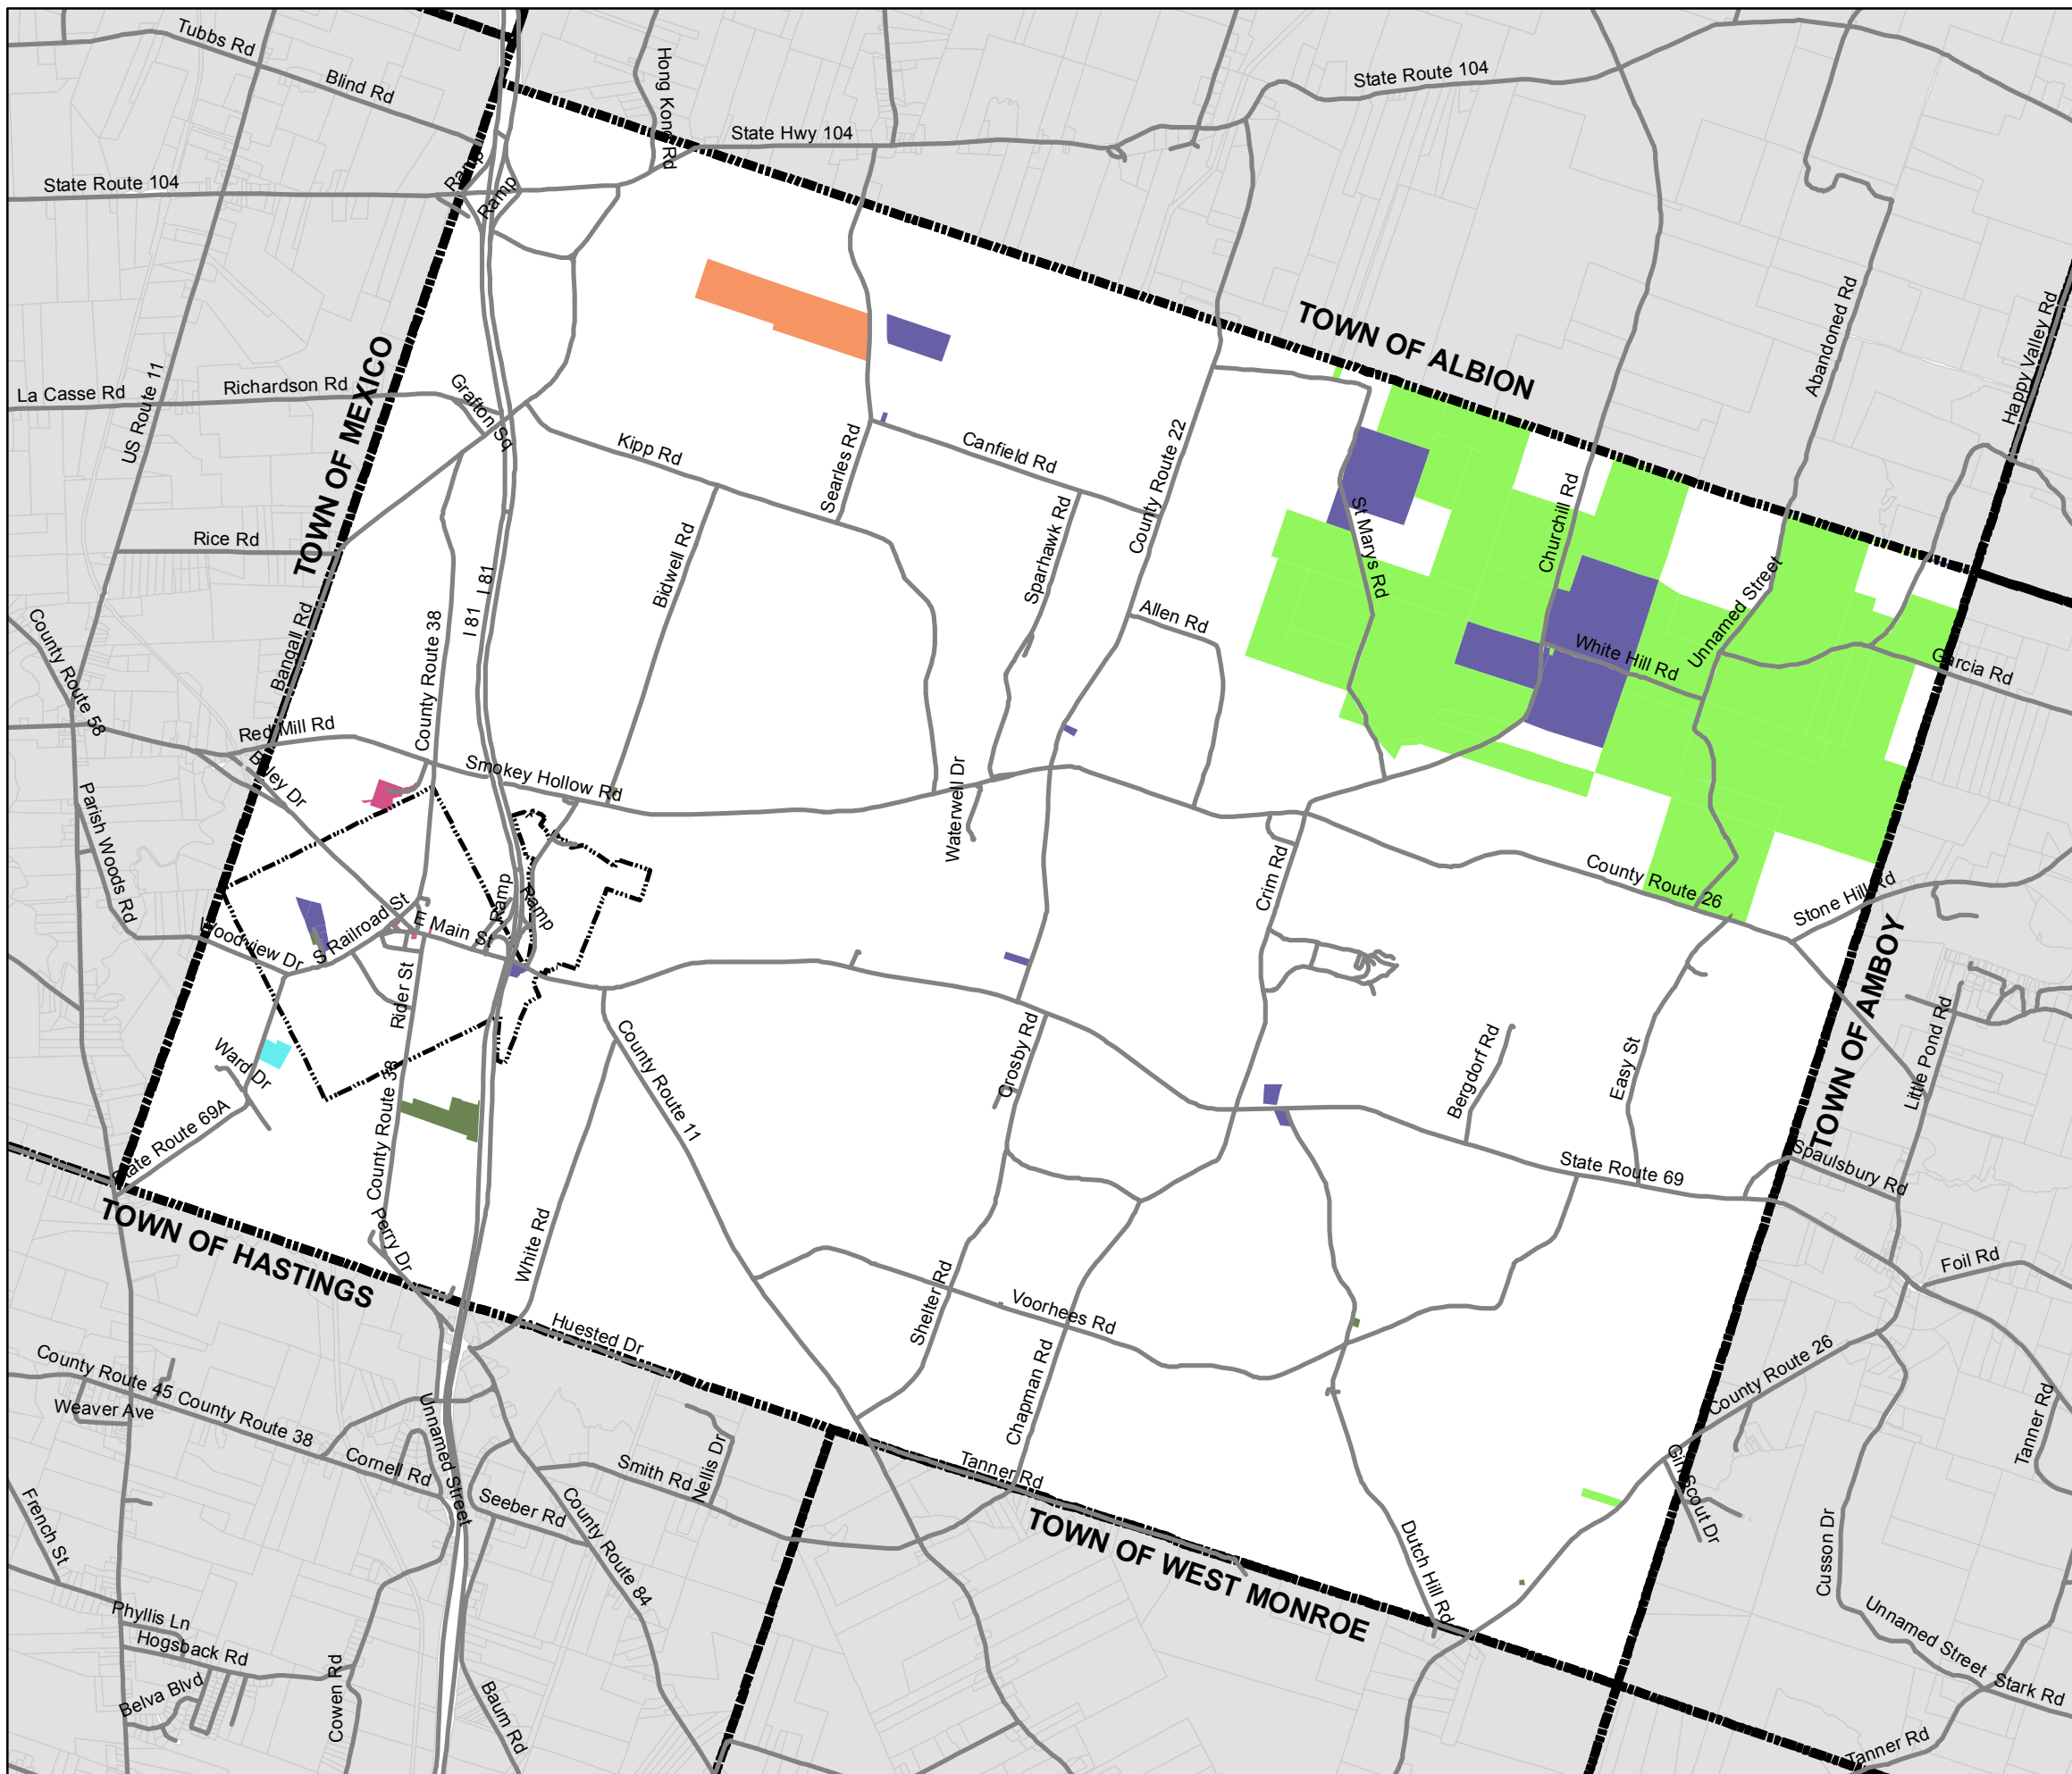 Tubbs Rd
Blind Rd
Hong Kong Rd
State Route 104
State Hwy 104
State Route 104
Ramp
Ramp
TOWN OF ALBION
TOWN OF MEXICO
US Route 11
La Casse Rd
Richardson Rd
Grafton Sq
Kipp Rd
Searles Rd
Canfield Rd
County Route 22
Abandoned Rd
Happy Valley Rd
Rice Rd
Bidwell Rd
Sparhawk Rd
St Marys Rd
Churchill Rd
Unnamed Street
I 81
I 81
Allen Rd
White Hill Rd
Garcia Rd
County Route 58
Bangall Rd
County Route 38
Red Mill Rd
Smokey Hollow Rd
Waterwell Dr
Parish Woods Rd
Crim Rd
County Route 26
Stone Hill Rd
S Railroad St
E Main St
Ramp
Ramp
Woodview Dr
Rider St
Ward Dr
State Route 69A
County Route 38
County Route 11
Crosby Rd
Bergdorf Rd
Easy St
Little Pond Rd
TOWN OF AMBOY
State Route 69
Spaulsbury Rd
TOWN OF HASTINGS
Perry Dr
White Rd
Huested Dr
Shelter Rd
Voorhees Rd
Chapman Rd
Foil Rd
County Route 26
Tanner Rd
County Route 45
County Route 38
Weaver Ave
Cornell Rd
Unnamed Street
Smith Rd
Nellis Dr
Tanner Rd
TOWN OF WEST MONROE
Dutch Hill Rd
Girl Scout Dr
Cusson Dr
French St
Seeber Rd
County Route 84
Phyllis Ln
Hogsback Rd
Belva Blvd
Cowen Rd
Baum Rd
Unnamed Street
Stark Rd
Tanner Rd